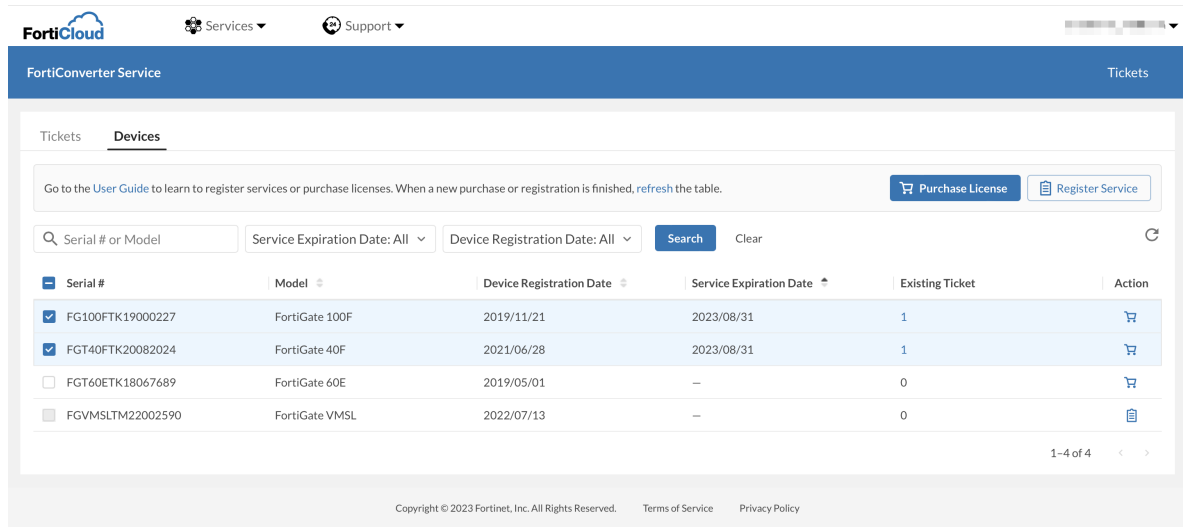 FortiCloud Services 24 Support
FortiConverter Service Tickets
Tickets Devices
Go to the User Guide to learn to register services or purchase licenses. When a new purchase or registration is finished, refresh the table. Purchase License Register Service
Serial # or Model Service Expiration Date: All Device Registration Date: All Search Clear
Serial # Model Device Registration Date Service Expiration Date Existing Ticket Action
FG100FTK19000227 FortiGate 100F 2019/11/21 2023/08/31 1
FGT40FTK20082024 FortiGate 40F 2021/06/28 2023/08/31 1
FGT60ETK18067689 FortiGate 60E 2019/05/01 — 0
FGVMSLTM22002590 FortiGate VMSL 2022/07/13 — 0
1–4 of 4 < >
Copyright © 2023 Fortinet, Inc. All Rights Reserved. Terms of Service Privacy Policy